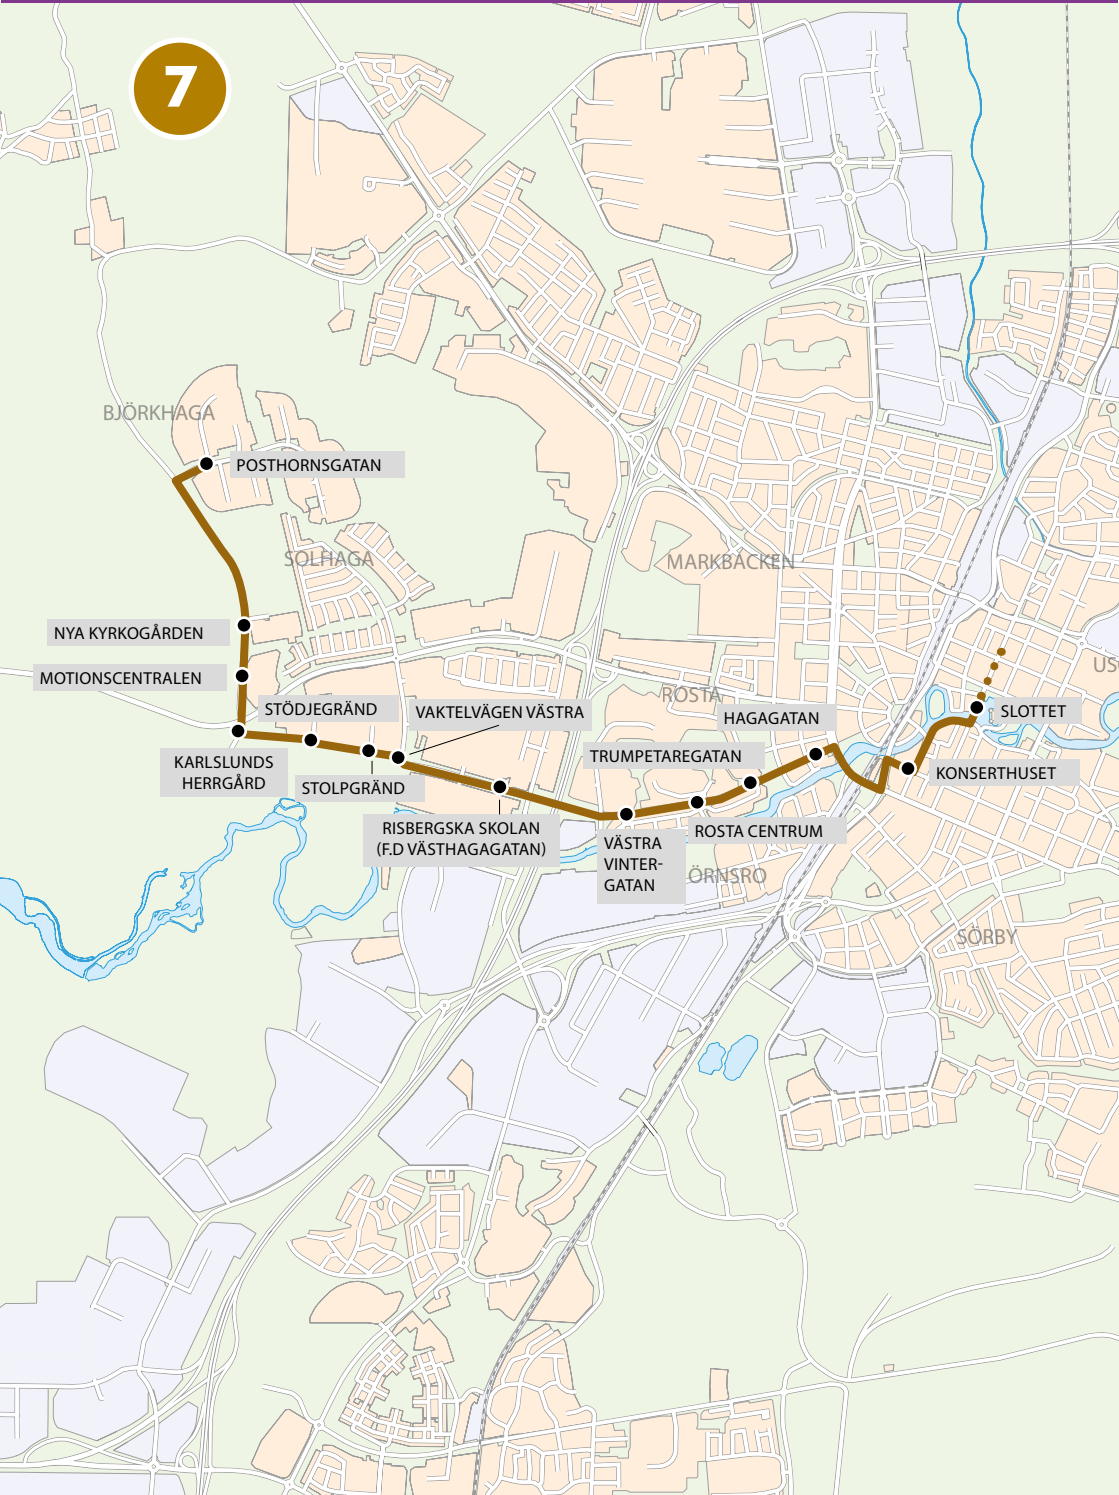 7
BJÖRKHAGA
POSTHORNSGATAN
SOLHAGA
MARKBACKEN
NYA KYRKOGÅRDEN
MOTIONSCENTRALEN
US
ROSTA
STÖDJEGRÄND
VAKTELVÄGEN VÄSTRA
HAGAGATAN
SLOTTET
TRUMPETAREGATAN
KARLSLUNDS
HERRGÅRD
STOLPGRÄND
KONSERTHUSET
RISBERGSKA SKOLAN
(F.D VÄSTHAGAGATAN)
ROSTA CENTRUM
VÄSTRA
VINTER-
GATAN
ÖRNSRO
SÖRBY